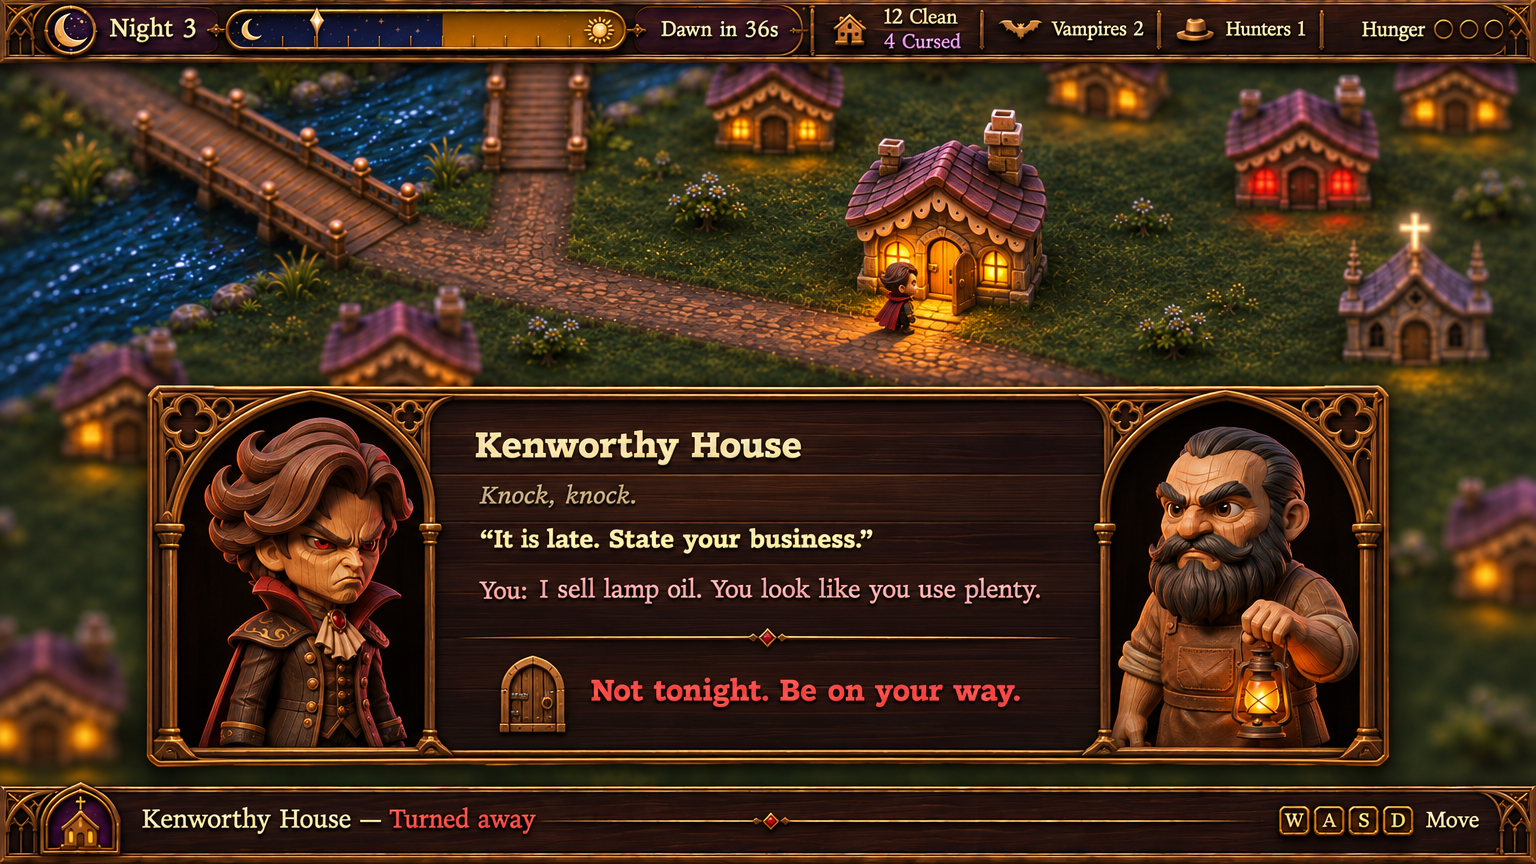 Night 3
Dawn in 36s
12 Clean
4 Cursed
Vampires 2
Hunters 1
Hunger
Kenworthy House
Knock, knock.
“It is late. State your business.”
You: I sell lamp oil. You look like you use plenty.
Not tonight. Be on your way.
Kenworthy House — Turned away
W A S D Move